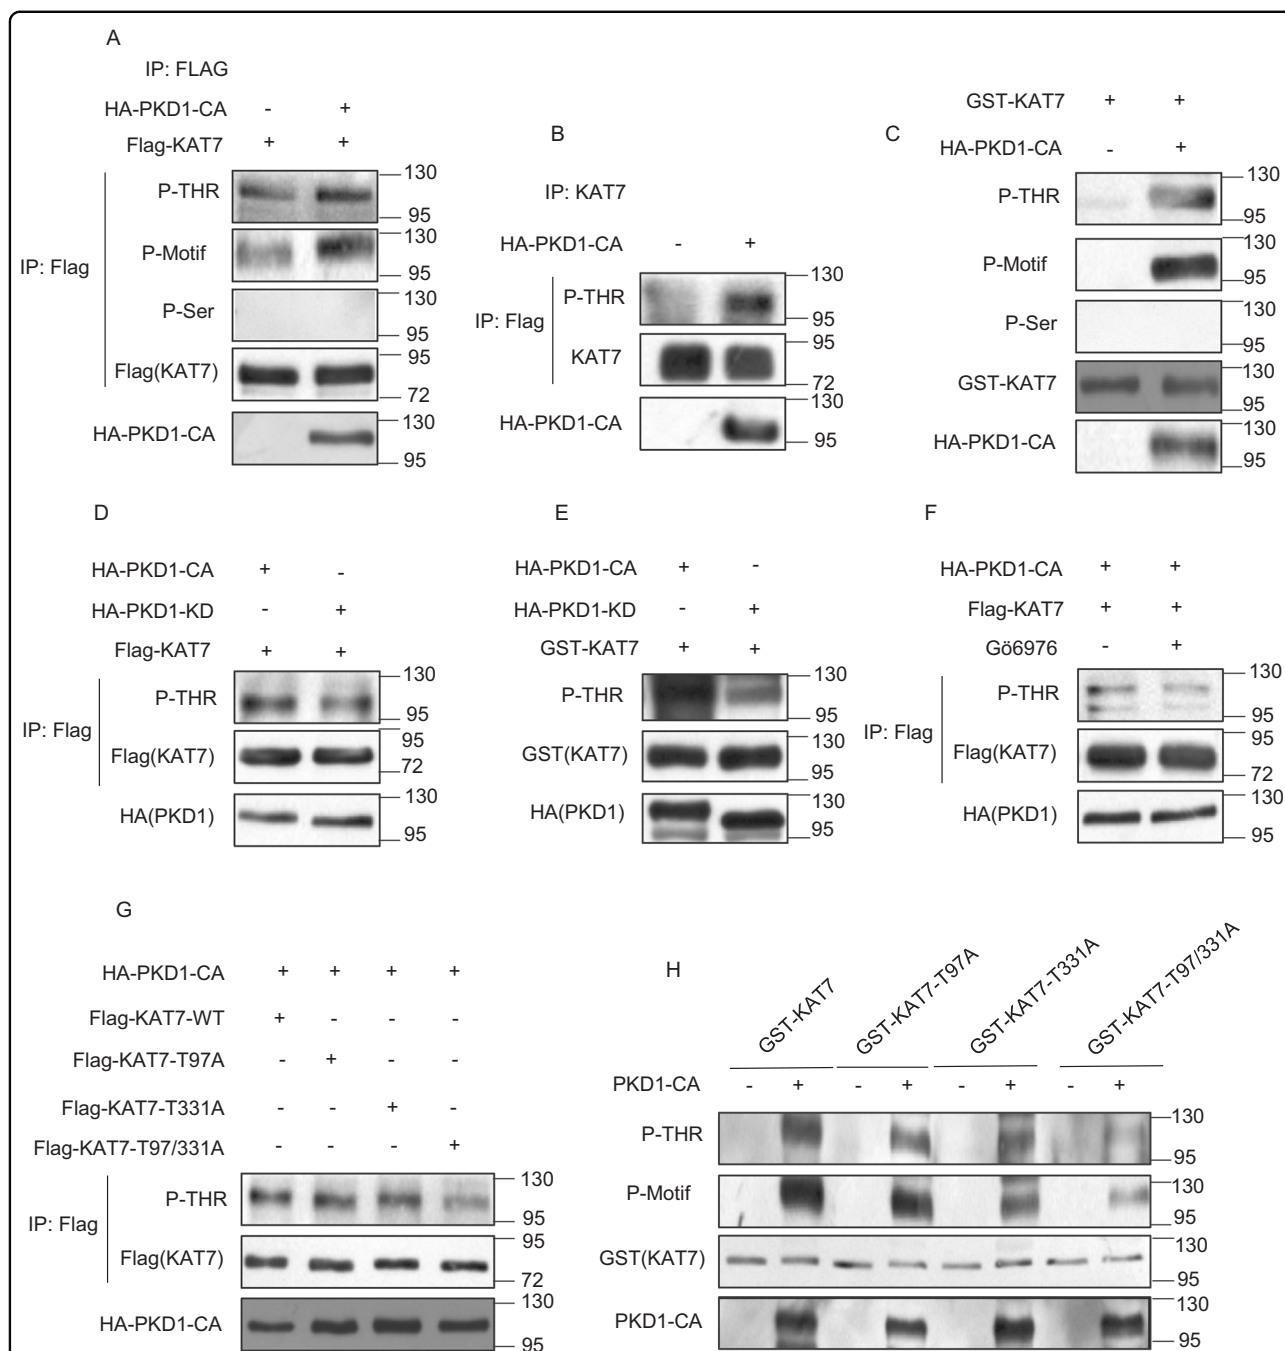 A
IP: FLAG
HA-PKD1-CA - +
Flag-KAT7 + +
IP: Flag
P-THR 130 95
P-Motif 130 95
P-Ser 130 95
Flag(KAT7) 95 72
HA-PKD1-CA 130 95
B
IP: KAT7
HA-PKD1-CA - +
IP: Flag
P-THR 130 95
KAT7 95 72
HA-PKD1-CA 130 95
C
GST-KAT7 + +
HA-PKD1-CA - +
P-THR 130 95
P-Motif 130 95
P-Ser 130 95
GST-KAT7 130 95
HA-PKD1-CA 130 95
D
HA-PKD1-CA + -
HA-PKD1-KD - +
Flag-KAT7 + +
IP: Flag
P-THR 130 95
Flag(KAT7) 95 72
HA(PKD1) 130 95
E
HA-PKD1-CA + -
HA-PKD1-KD - +
GST-KAT7 + +
P-THR 130 95
GST(KAT7) 130 95
HA(PKD1) 130 95
F
HA-PKD1-CA + +
Flag-KAT7 + +
Gö6976 - +
IP: Flag
P-THR 130 95
Flag(KAT7) 95 72
HA(PKD1) 130 95
G
HA-PKD1-CA + + + +
Flag-KAT7-WT + - - -
Flag-KAT7-T97A - + - -
Flag-KAT7-T331A - - + -
Flag-KAT7-T97/331A - - - +
IP: Flag
P-THR 130 95
Flag(KAT7) 95 72
HA-PKD1-CA 130 95
H
GST-KAT7
GST-KAT7-T97A
GST-KAT7-T331A
GST-KAT7-T97/331A
PKD1-CA - + - + - + - +
P-THR 130 95
P-Motif 130 95
GST(KAT7) 130 95
PKD1-CA 130 95